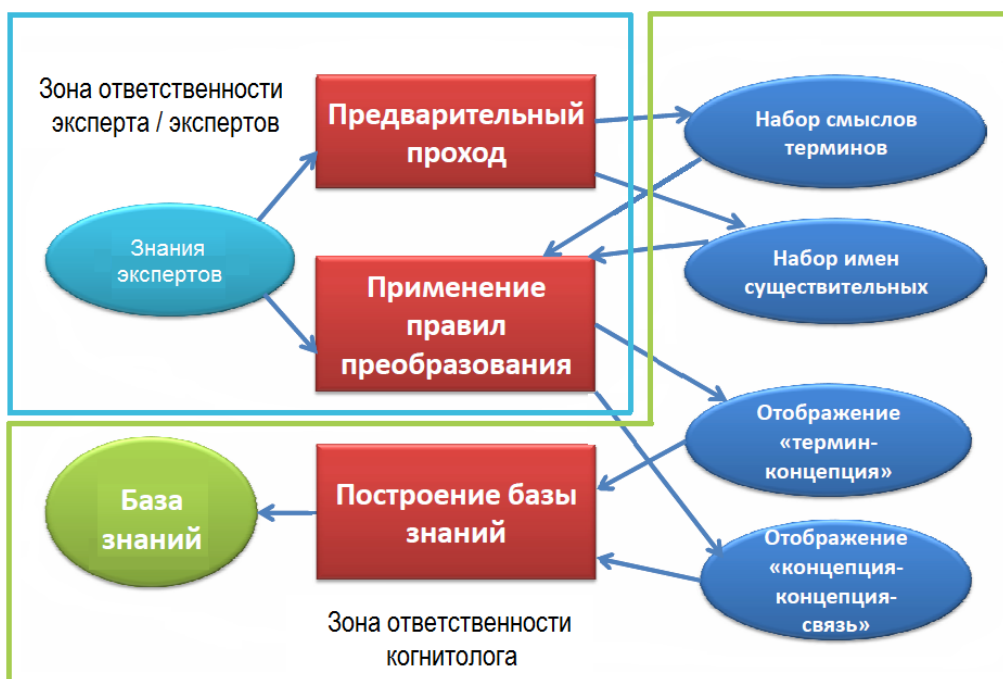 Зона ответственности
эксперта / экспертов
Предварительный
проход
Набор смыслов
терминов
Знания
экспертов
Применение
правил
преобразования
Набор имен
существительных
Отображение
«термин-
концепция»
База
знаний
Построение базы
знаний
Отображение
«концепция-
концепция-
связь»
Зона ответственности
когнитолога